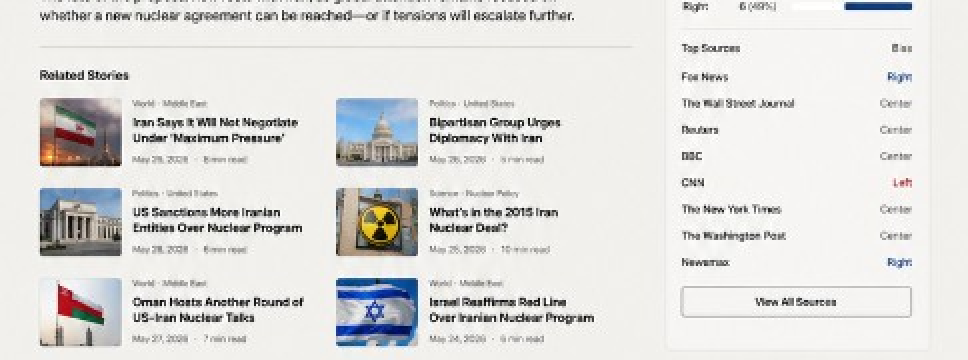 whether a new nuclear agreement can be reached—or if tensions will escalate further.
Related Stories
World · Middle East
Iran Says It Will Not Negotiate
Under 'Maximum Pressure'
May 28, 2026 · 8 min read
Politics · United States
Bipartisan Group Urges
Diplomacy With Iran
May 28, 2026 · 5 min read
Politics · United States
US Sanctions More Iranian
Entities Over Nuclear Program
May 28, 2026 · 6 min read
Science · Nuclear Policy
What's in the 2015 Iran
Nuclear Deal?
May 25, 2026 · 10 min read
World · Middle East
Oman Hosts Another Round of
US-Iran Nuclear Talks
May 27, 2026 · 7 min read
World · Middle East
Israel Reaffirms Red Line
Over Iranian Nuclear Program
May 24, 2026 · 6 min read
Right 6 (49%)
Top Sources Bias
Fox News Right
The Wall Street Journal Center
Reuters Center
BBC Center
CNN Left
The New York Times Center
The Washington Post Center
Newsmax Right
View All Sources